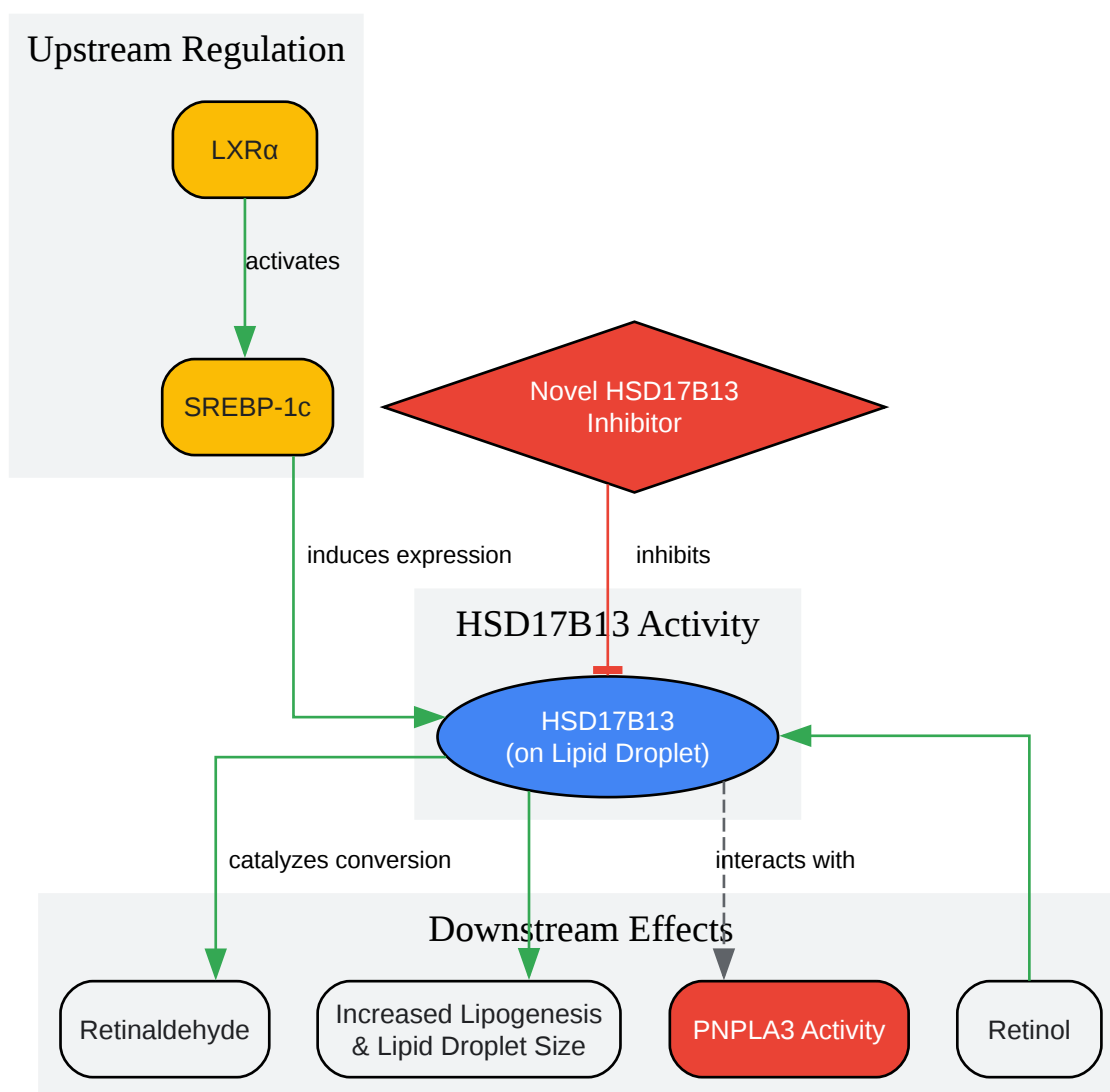 Upstream Regulation
LXRα
activates
SREBP-1c
Novel HSD17B13
Inhibitor
induces expression
inhibits
HSD17B13 Activity
HSD17B13
(on Lipid Droplet)
catalyzes conversion
interacts with
Downstream Effects
Retinaldehyde
Increased Lipogenesis
& Lipid Droplet Size
PNPLA3 Activity
Retinol